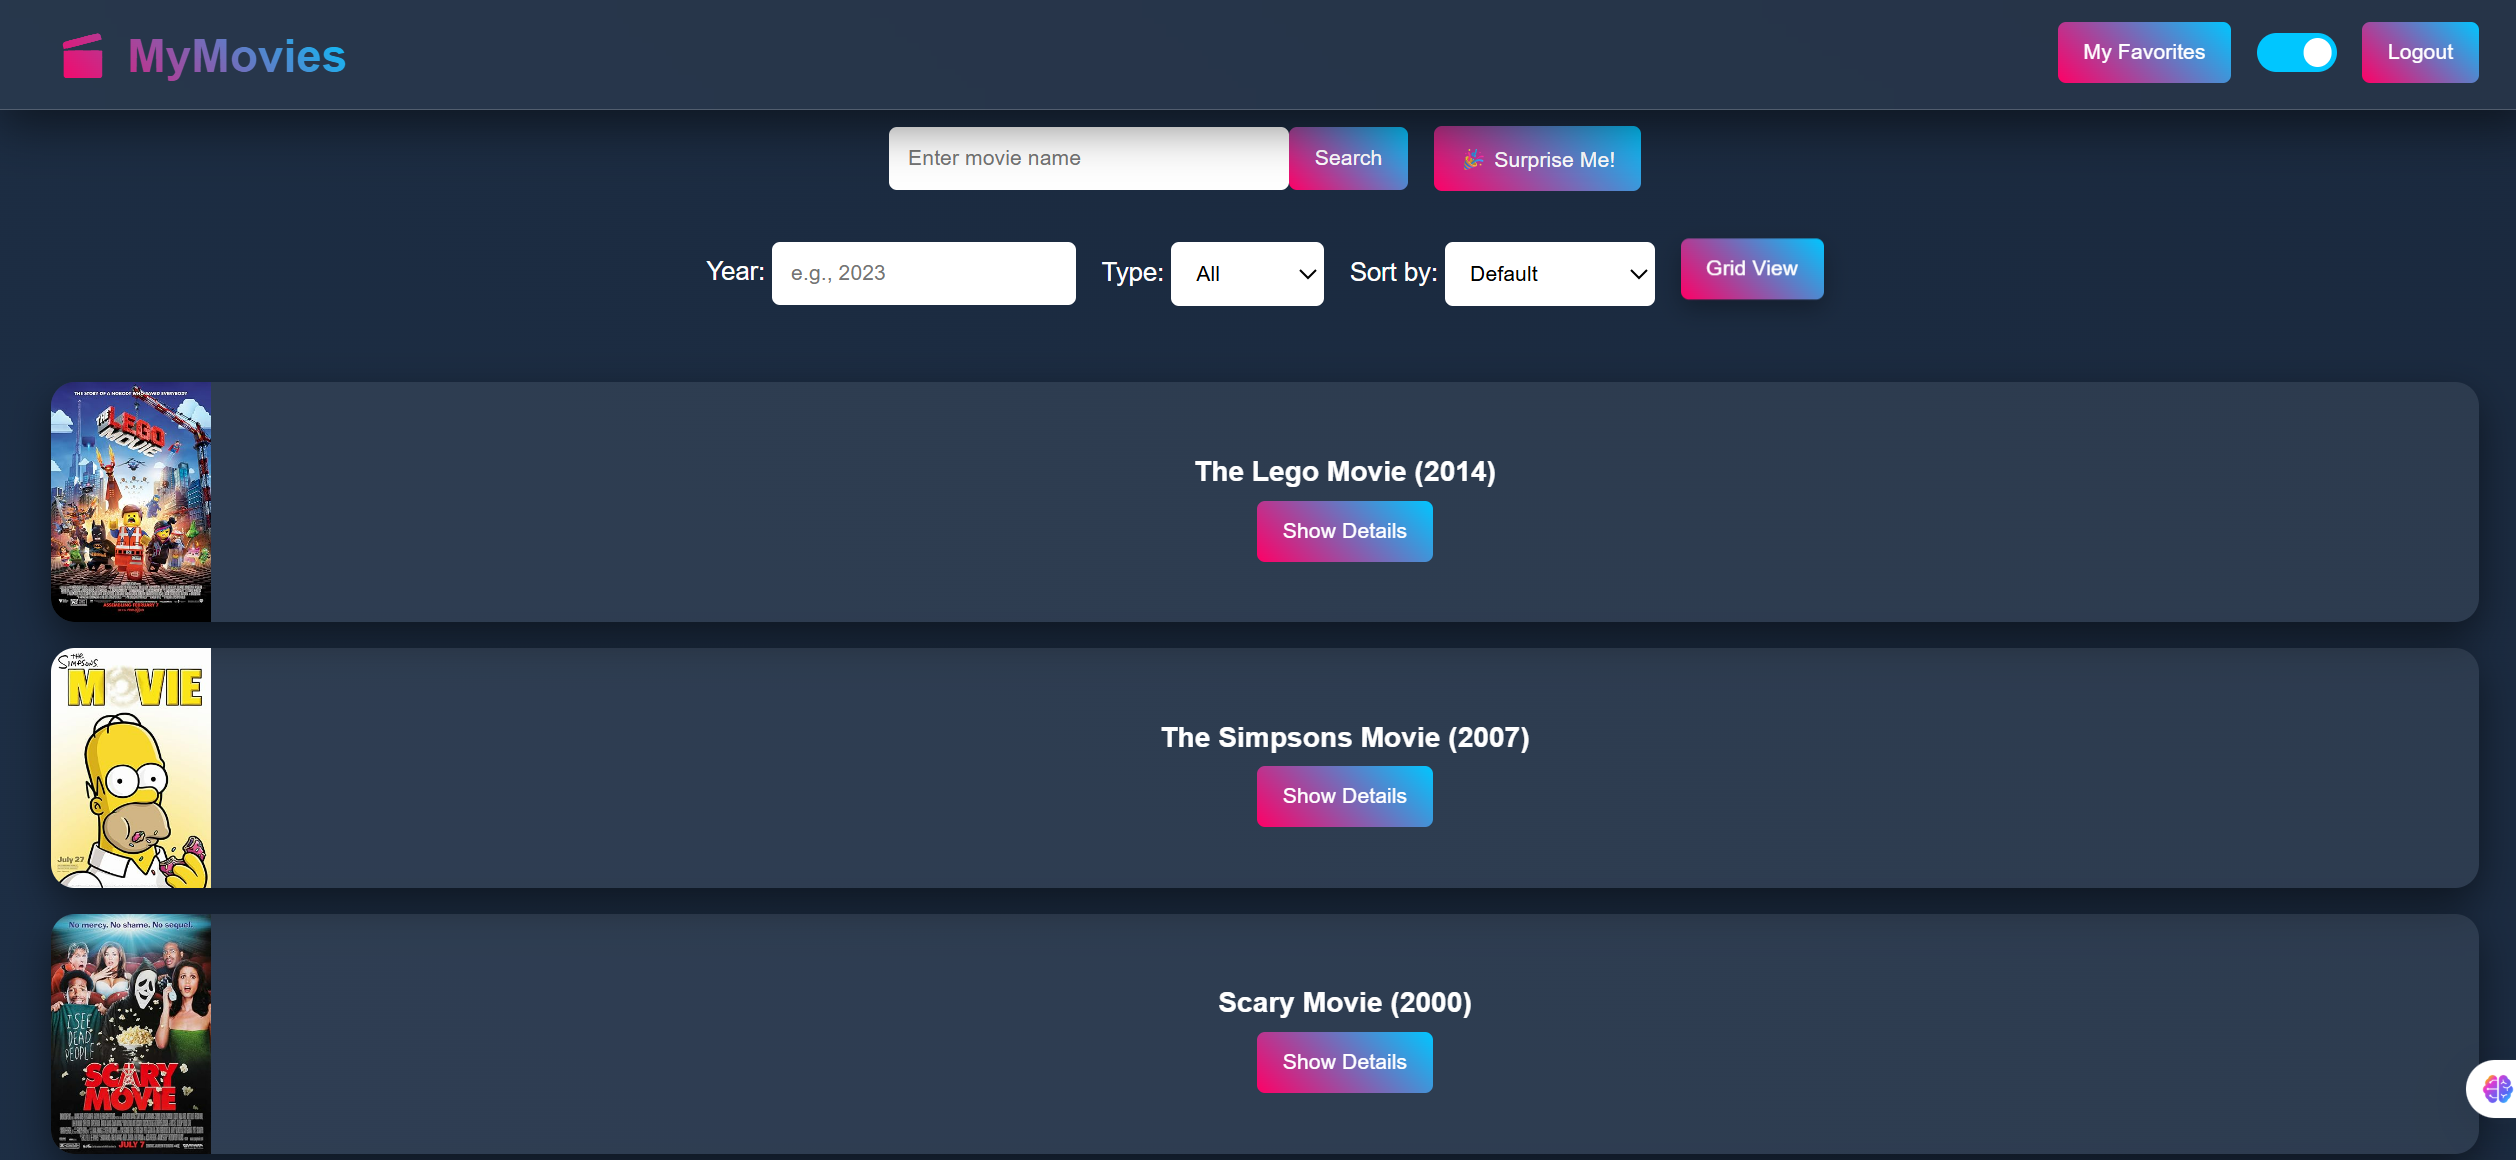 MyMovies
My Favorites
Logout
Enter movie name
Search
Surprise Me!
Year:
e.g., 2023
Type:
All
Sort by:
Default
Grid View
THE STORY OF A NOBODY WHO SAVED EVERYBODY
THE LEGO MOVIE
ASSEMBLING FEBRUARY 7
The Lego Movie (2014)
Show Details
THE SIMPSONS
MOVIE
July 27
The Simpsons Movie (2007)
Show Details
No mercy. No shame. No sequel.
I SEE
DEAD
PEOPLE
SCARY
MOVIE
JULY 7
Scary Movie (2000)
Show Details